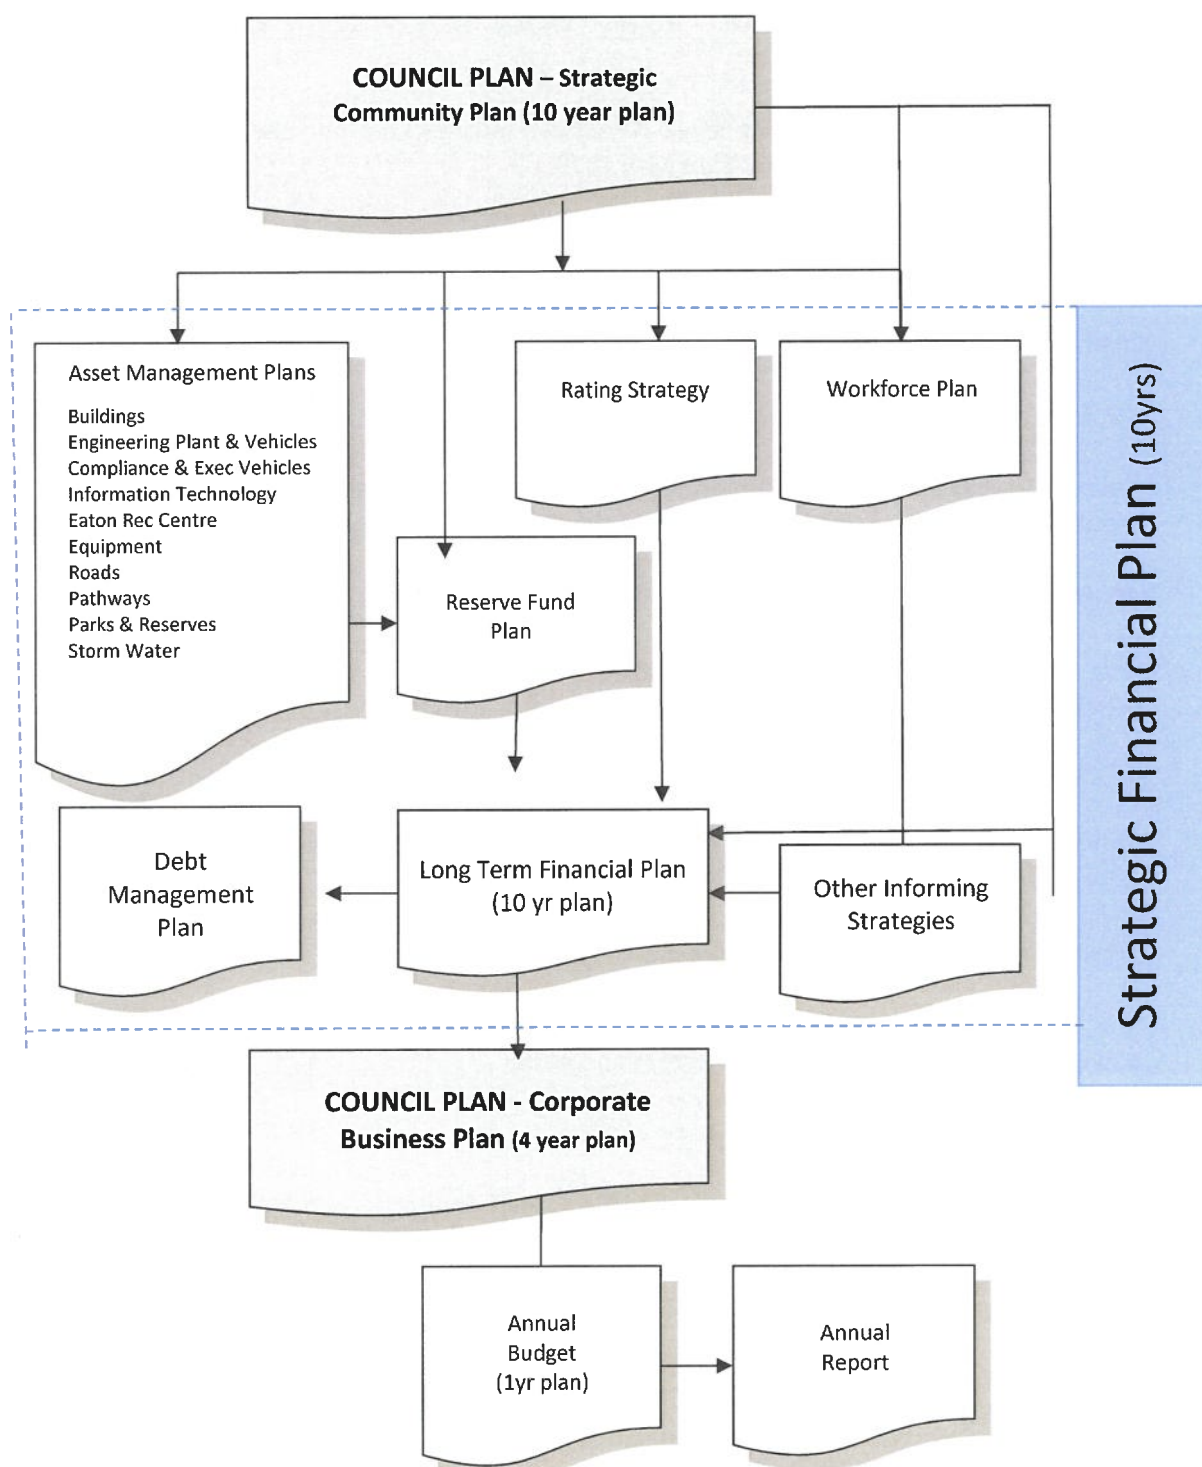 COUNCIL PLAN – Strategic
Community Plan (10 year plan)
Asset Management Plans
Buildings
Engineering Plant & Vehicles
Compliance & Exec Vehicles
Information Technology
Eaton Rec Centre
Equipment
Roads
Pathways
Parks & Reserves
Storm Water
Rating Strategy
Workforce Plan
Reserve Fund
Plan
Strategic Financial Plan (10yrs)
Debt
Management
Plan
Long Term Financial Plan
(10 yr plan)
Other Informing
Strategies
COUNCIL PLAN - Corporate
Business Plan (4 year plan)
Annual
Budget
(1yr plan)
Annual
Report